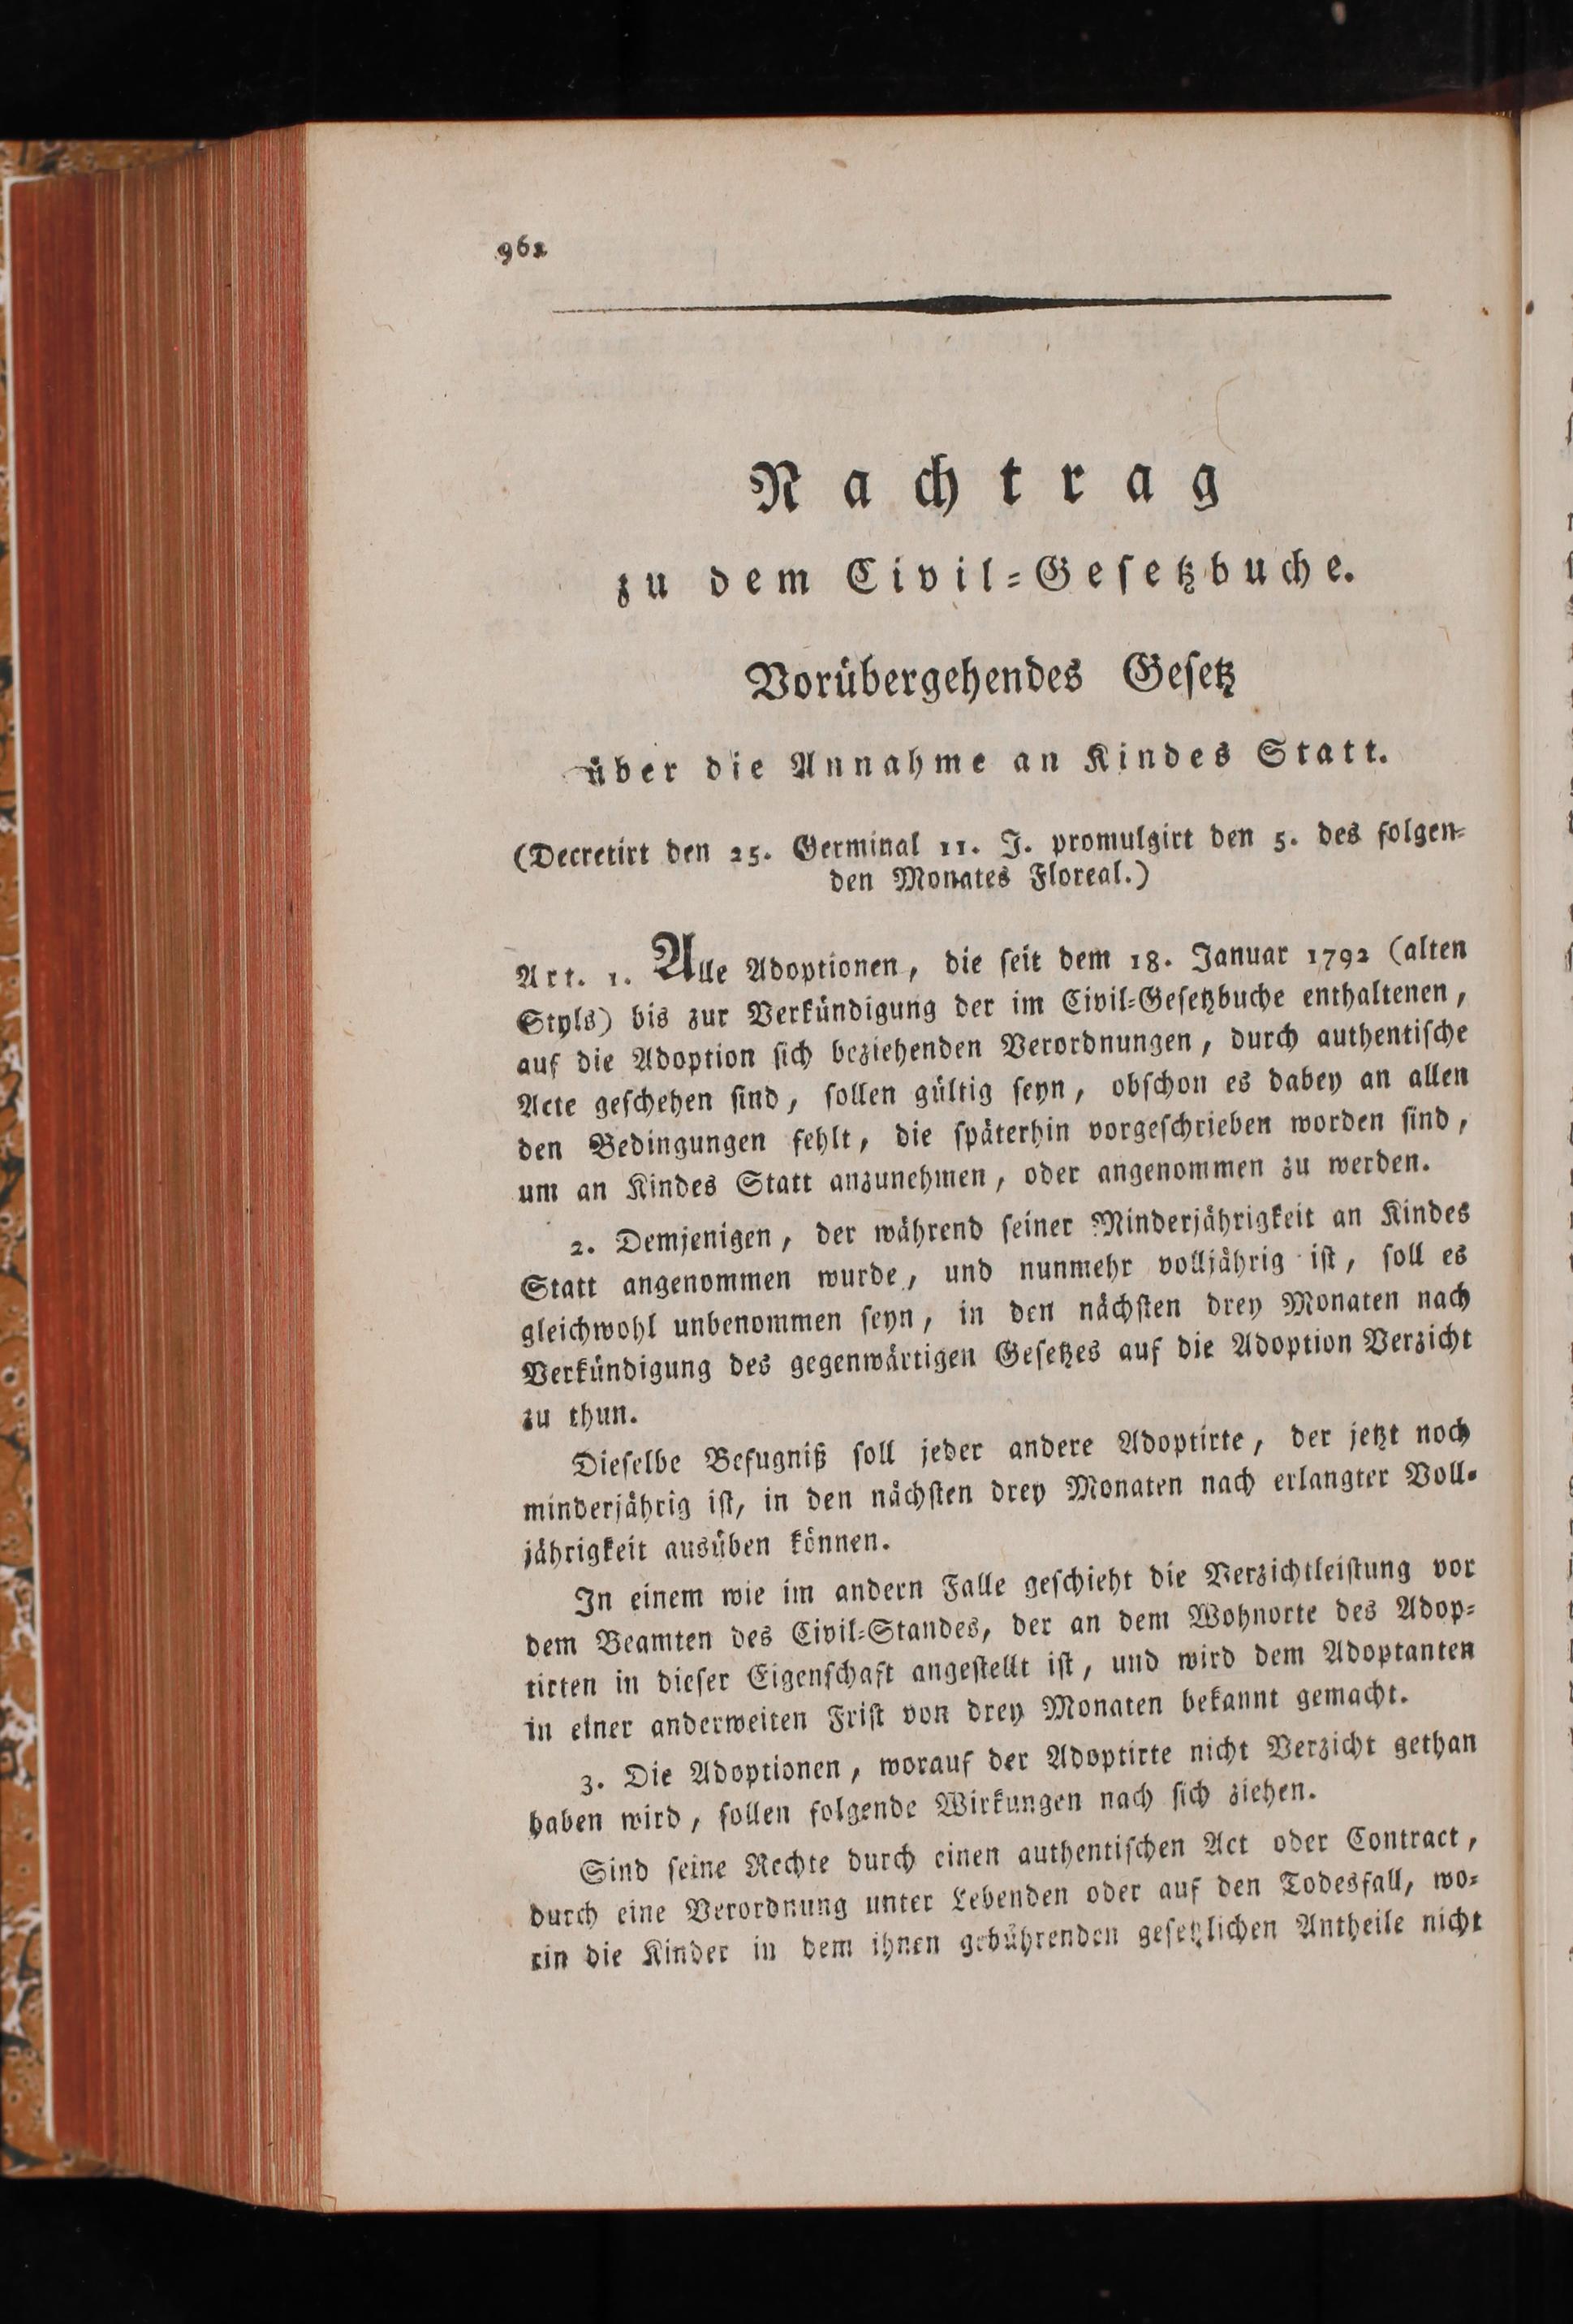 962
Nachtrag
zu dem Civil-Gesetzbuche.
Vorübergehendes Gesetz
über die Annahme an Kindes Statt.
(Decretirt den 25. Germinal 11. J. promulgirt den 5. des folgen-
den Monates Floreal.)
Art. 1. Alle Adoptionen, die seit dem 18. Januar 1792 (alten
Styls) bis zur Verkündigung der im Civil-Gesetzbuche enthaltenen,
auf die Adoption sich beziehenden Verordnungen, durch authentische
Acte geschehen sind, sollen gültig seyn, obschon es dabey an allen
den Bedingungen fehlt, die späterhin vorgeschrieben worden sind,
um an Kindes Statt anzunehmen, oder angenommen zu werden.
2. Demjenigen, der während seiner Minderjährigkeit an Kindes
Statt angenommen wurde, und nunmehr volljährig ist, soll es
gleichwohl unbenommen seyn, in den nächsten drey Monaten nach
Verkündigung des gegenwärtigen Gesetzes auf die Adoption Verzicht
zu thun.
Dieselbe Befugniß soll jeder andere Adoptirte, der jetzt noch
minderjährig ist, in den nächsten drey Monaten nach erlangter Voll-
jährigkeit ausüben können.
In einem wie im andern Falle geschieht die Verzichtleistung vor
dem Beamten des Civil-Standes, der an dem Wohnorte des Adop-
tirten in dieser Eigenschaft angestellt ist, und wird dem Adoptanten
in einer anderweiten Frist von drey Monaten bekannt gemacht.
3. Die Adoptionen, worauf der Adoptirte nicht Verzicht gethan
haben wird, sollen folgende Wirkungen nach sich ziehen.
Sind seine Rechte durch einen authentischen Act oder Contract,
durch eine Verordnung unter Lebenden oder auf den Todesfall, wo-
rin die Kinder in dem ihnen gebührenden gesetzlichen Antheile nicht